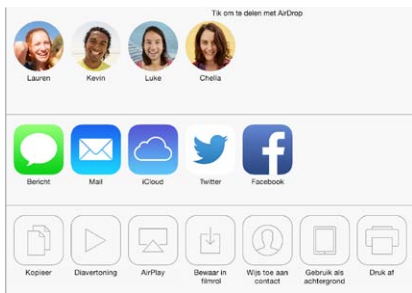 Tik om te delen met AirDrop
Lauren Kevin Luke Chella
Bericht Mail iCloud Twitter Facebook
Kopieer Diavertoning AirPlay Bewaar in Wijs toe aan Gebruik als Druk af
filmrol contact achtergrond